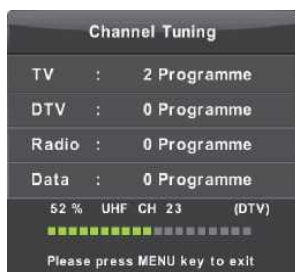 Channel Tuning
TV : 2 Programme
DTV : 0 Programme
Radio : 0 Programme
Data : 0 Programme
52 % UHF CH 23 (DTV)
Please press MENU key to exit